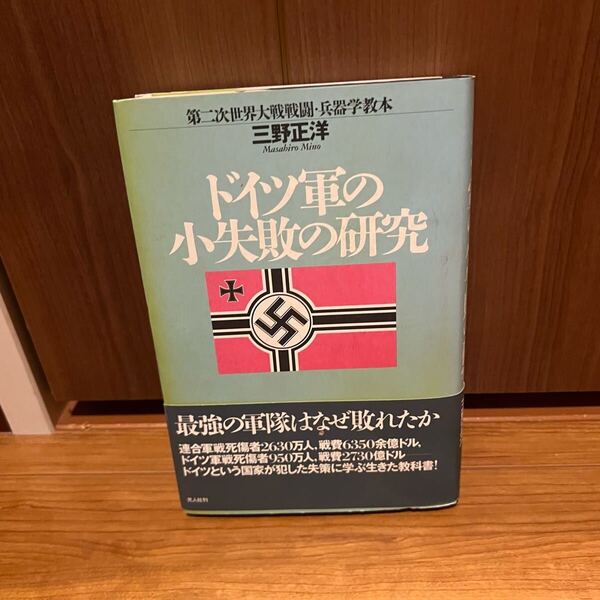 第二次世界大戦戦闘・兵器学教本
三野正洋
Masahiro Mino
ドイツ軍の
小失敗の研究
最強の軍隊はなぜ敗れたか
連合軍戦死傷者2630万人、戦費6350余億ドル、
ドイツ軍戦死傷者950万人、戦費2730億ドル
ドイツという国家が犯した失策に学ぶ生きた教科書!
光人社刊